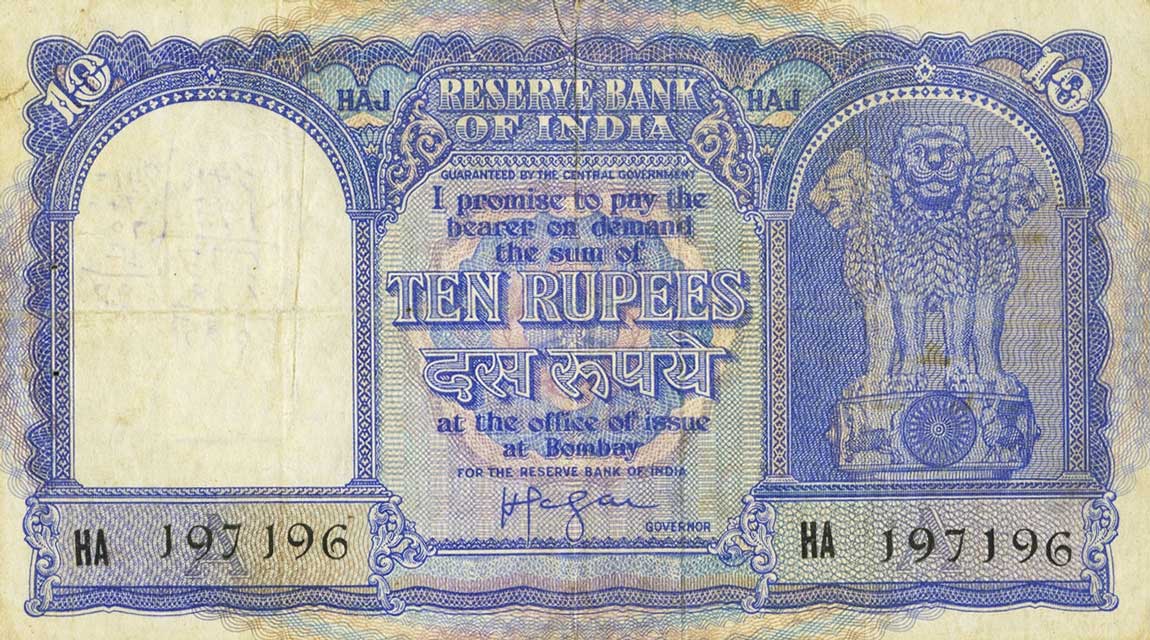 10
10
HAJ
RESERVE BANK
HAJ
OF INDIA
GUARANTEED BY THE CENTRAL GOVERNMENT
I promise to pay the
bearer on demand
the sum of
TEN RUPEES
दस रूपये
at the office of issue
at Bombay
FOR THE RESERVE BANK OF INDIA
GOVERNOR
HA 197196
A
HA 197196
A